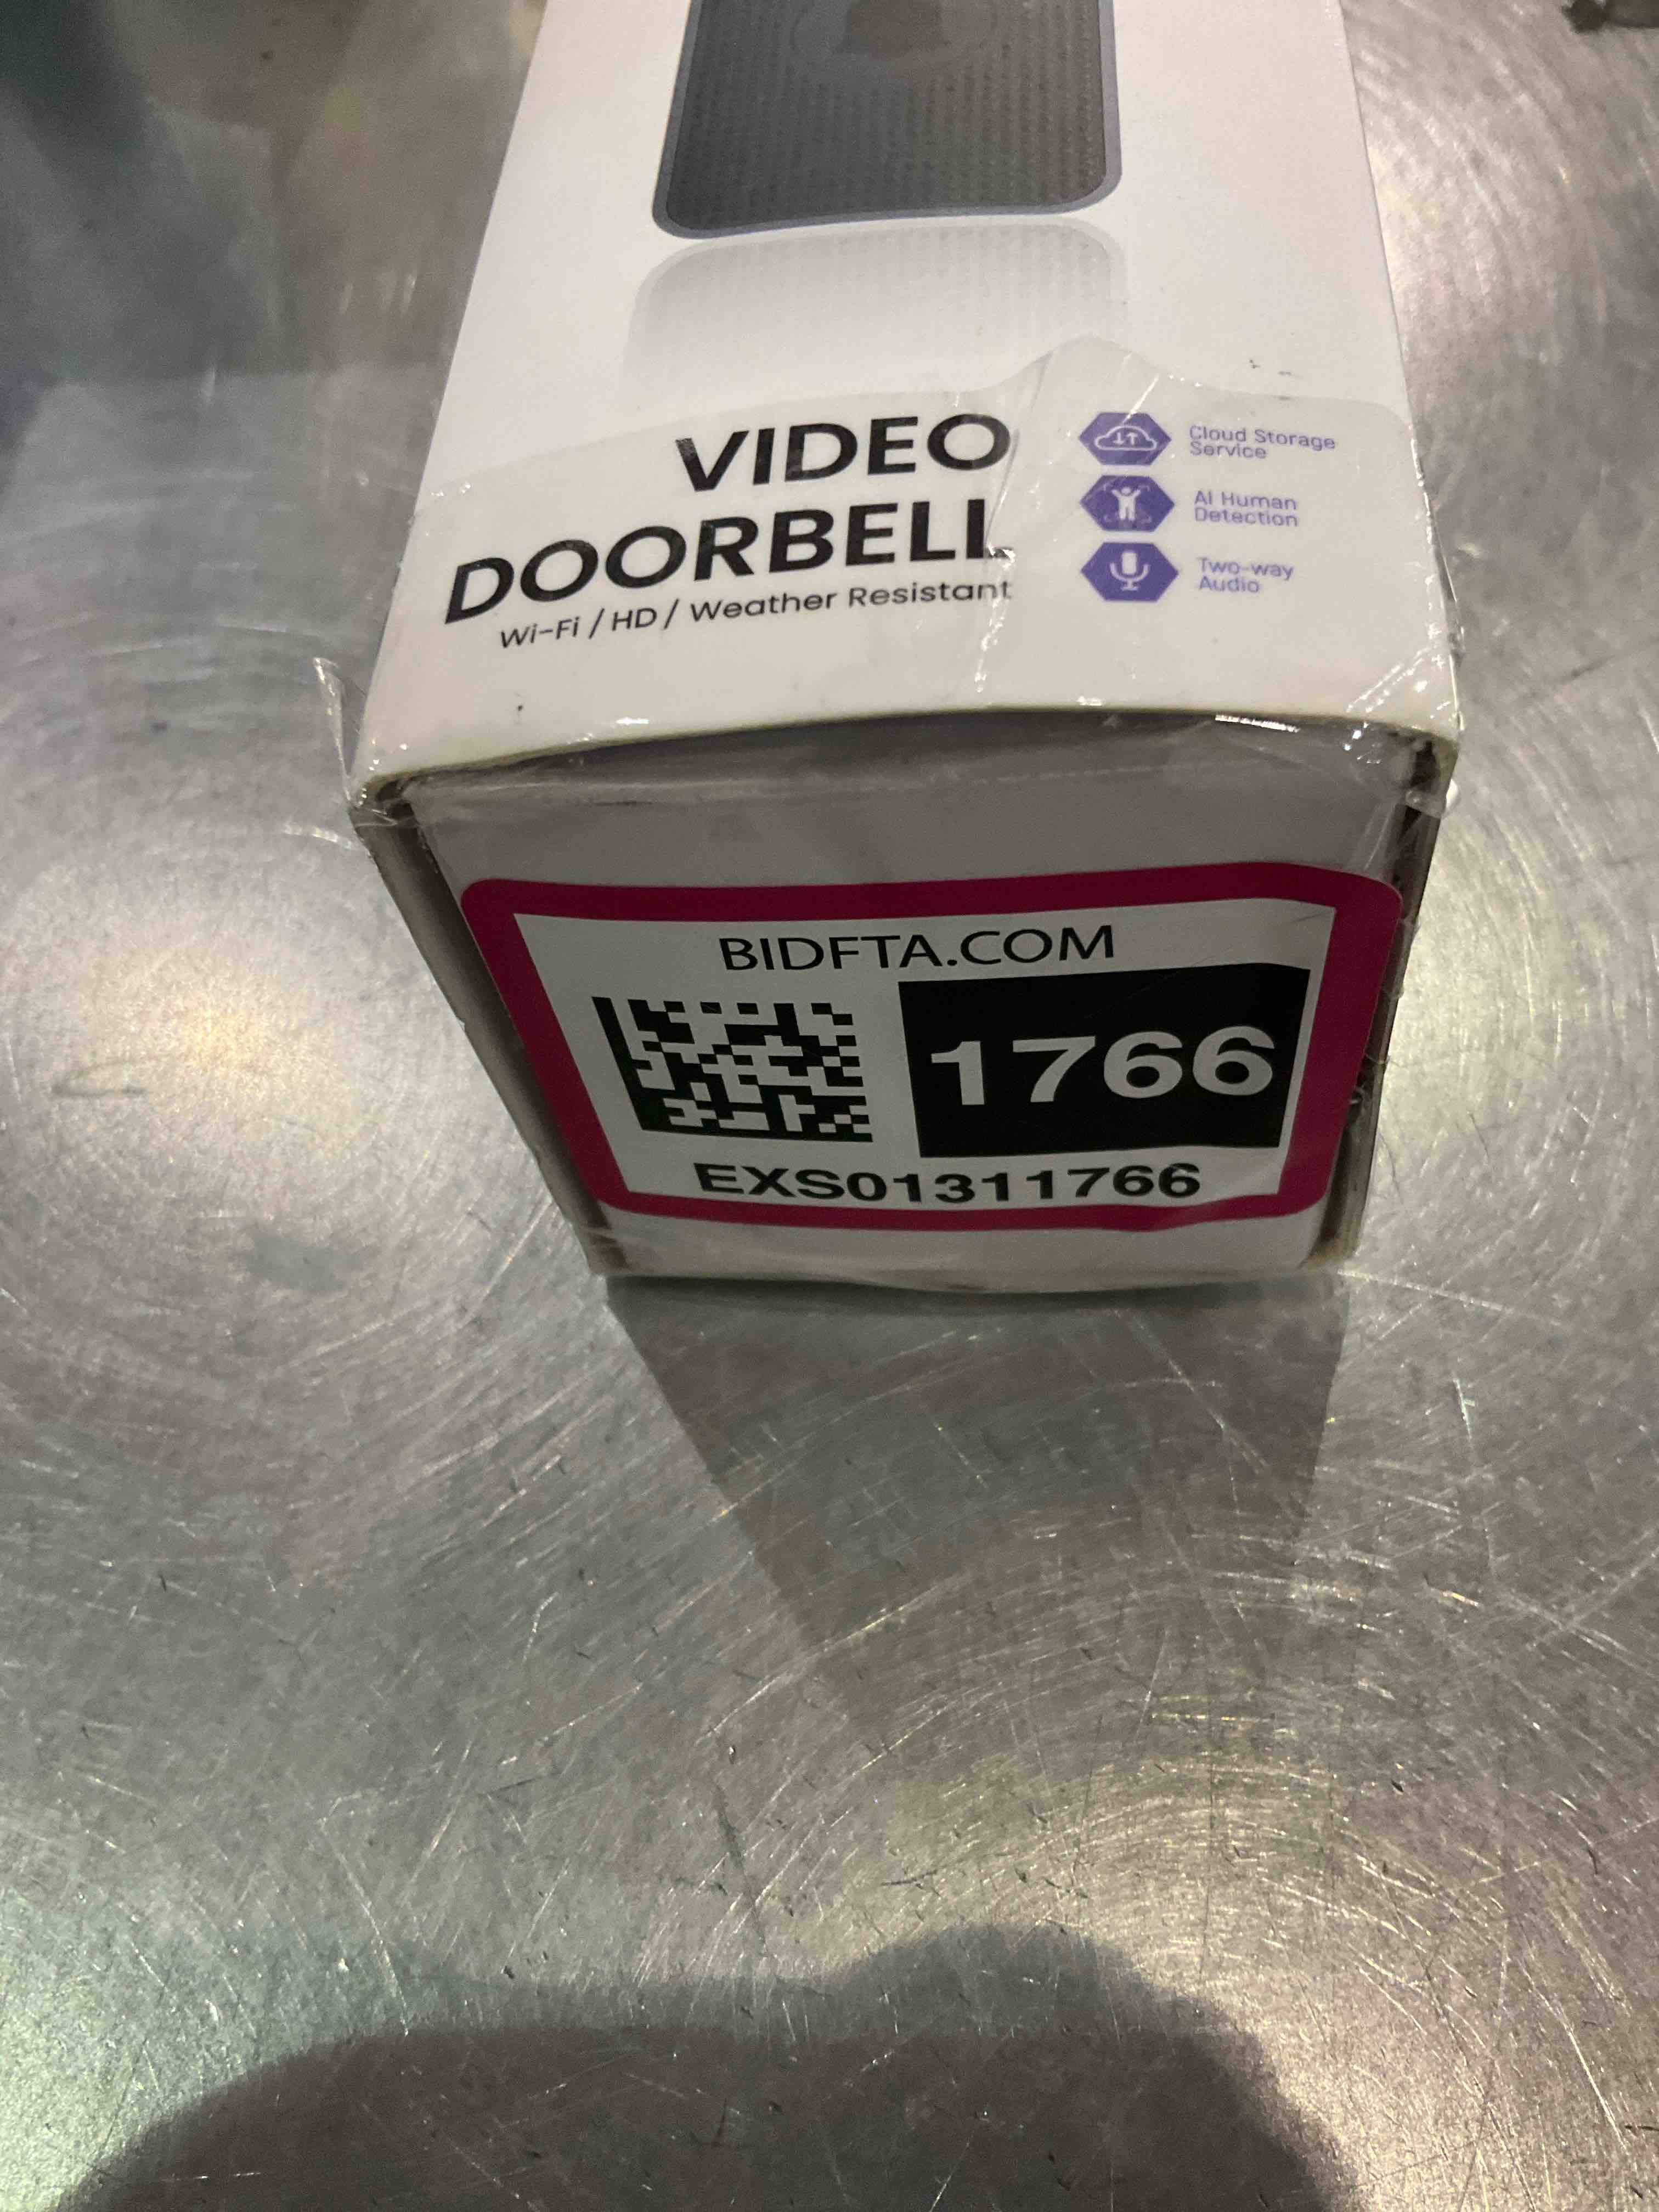 VIDEO
DOORBELL
Wi-Fi / HD / Weather Resistant
Cloud Storage
Service
AI Human
Detection
Two-way
Audio
BIDFTA.COM
1766
EXS01311766